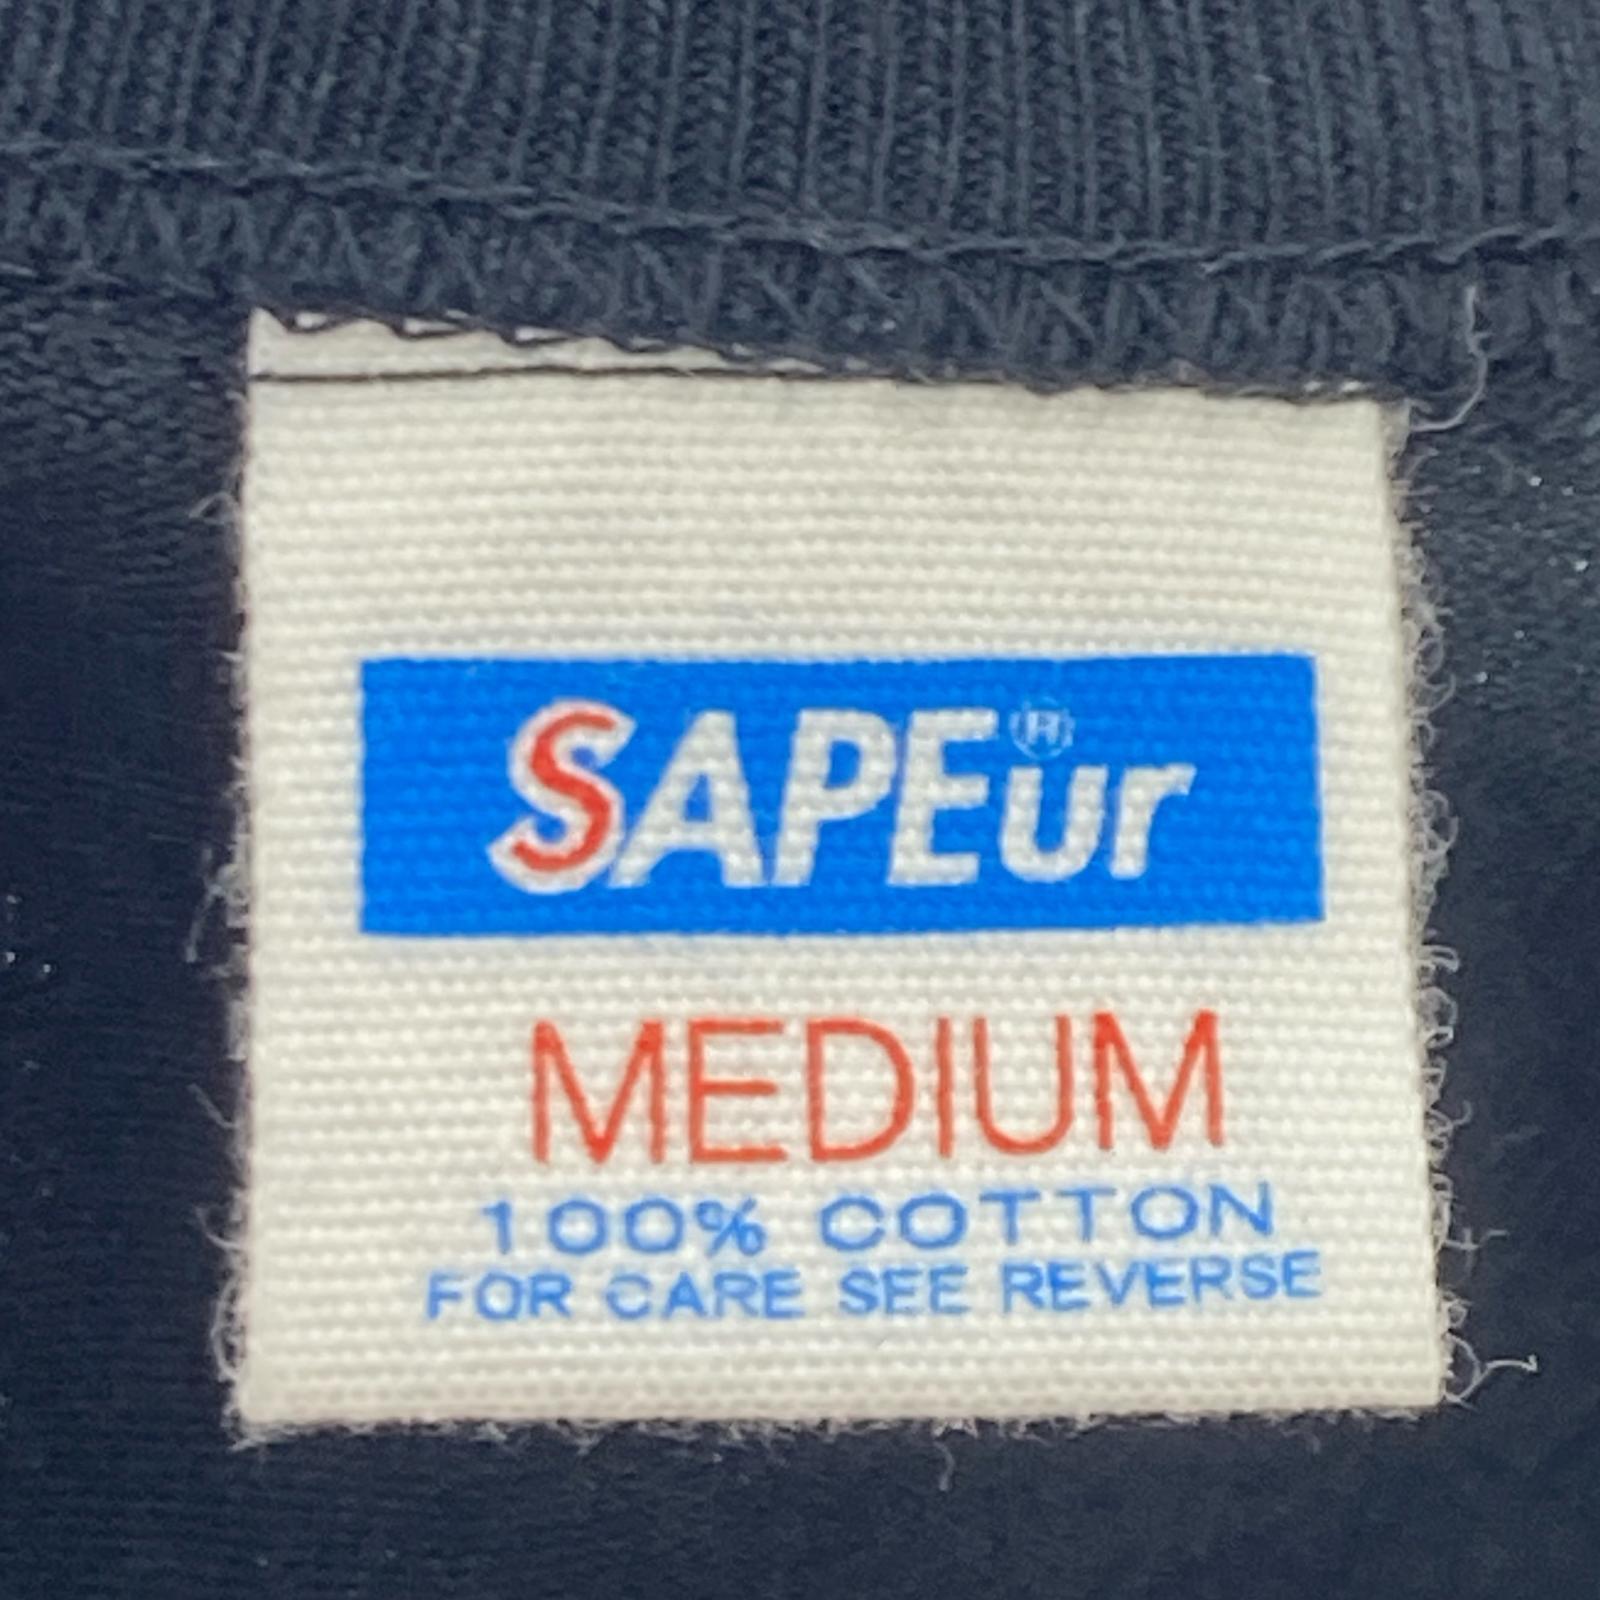 SAPEur®
MEDIUM
100% COTTON
FOR CARE SEE REVERSE